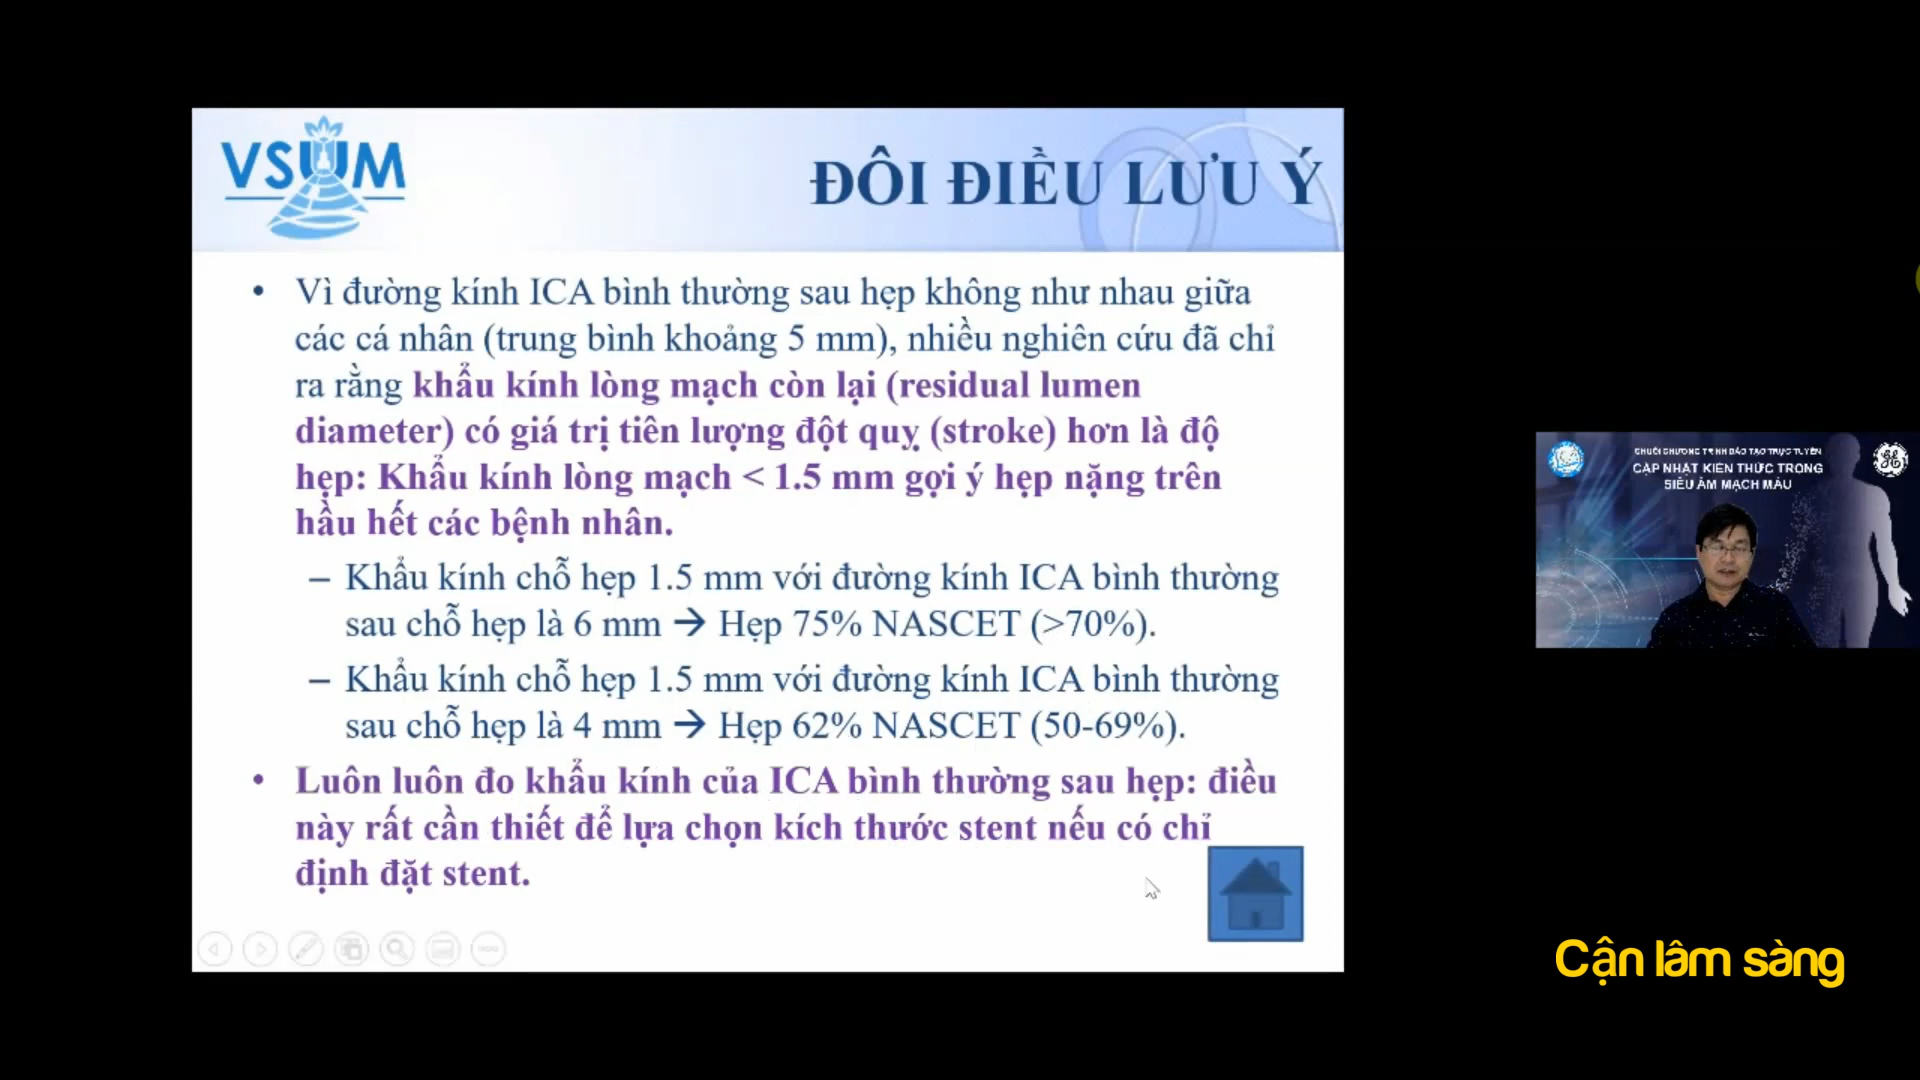 VSUM
ĐÔI ĐIỀU LƯU Ý
• Vì đường kính ICA bình thường sau hẹp không như nhau giữa
các cá nhân (trung bình khoảng 5 mm), nhiều nghiên cứu đã chỉ
ra rằng khẩu kính lòng mạch còn lại (residual lumen
diameter) có giá trị tiên lượng đột quỵ (stroke) hơn là độ
hẹp: Khẩu kính lòng mạch < 1.5 mm gợi ý hẹp nặng trên
hầu hết các bệnh nhân.
– Khẩu kính chỗ hẹp 1.5 mm với đường kính ICA bình thường
sau chỗ hẹp là 6 mm → Hẹp 75% NASCET (>70%).
– Khẩu kính chỗ hẹp 1.5 mm với đường kính ICA bình thường
sau chỗ hẹp là 4 mm → Hẹp 62% NASCET (50-69%).
• Luôn luôn đo khẩu kính của ICA bình thường sau hẹp: điều
này rất cần thiết để lựa chọn kích thước stent nếu có chỉ
định đặt stent.
CHUỖI CHƯƠNG TRÌNH ĐÀO TẠO TRỰC TUYẾN
CẬP NHẬT KIẾN THỨC TRONG
SIÊU ÂM MẠCH MÁU
Cận lâm sàng